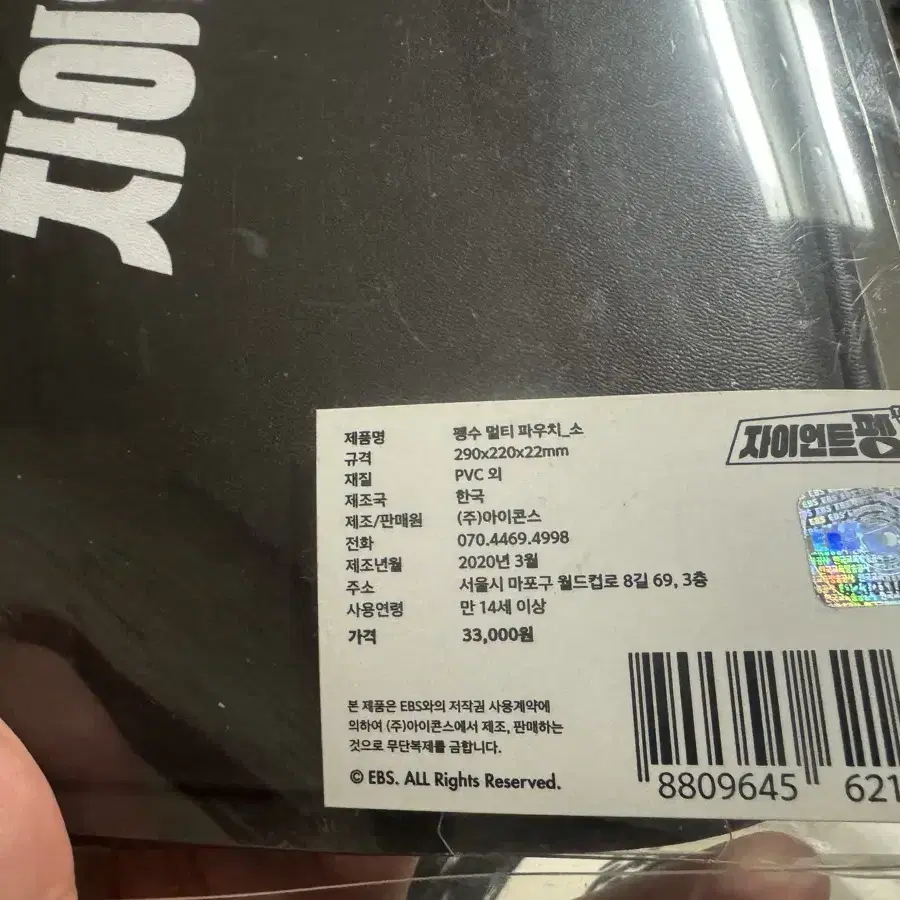 자이
제품명 펭수 멀티 파우치_소
규격 290x220x22mm
재질 PVC 외
제조국 한국
제조/판매원 (주)아이콘스
전화 070.4469.4998
제조년월 2020년 3월
주소 서울시 마포구 월드컵로 8길 69, 3층
사용연령 만 14세 이상
가격 33,000원
본 제품은 EBS와의 저작권 사용계약에
의하여 (주)아이콘스에서 제조, 판매하는
것으로 무단복제를 금합니다.
© EBS. ALL Rights Reserved.
자이언트펭
EBS
8809645 621